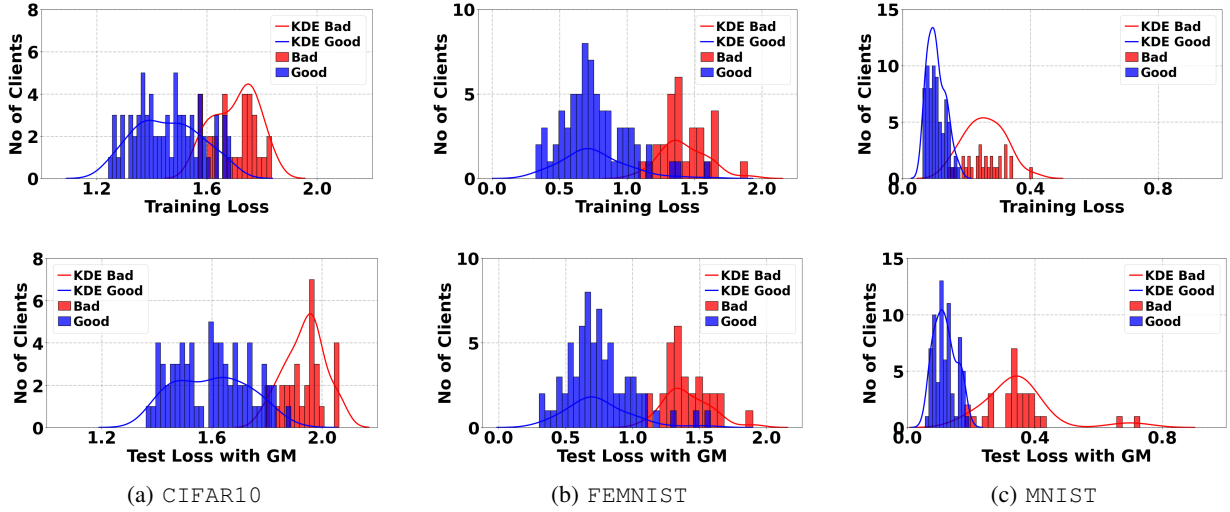 No of Clients
8
6
4
2
0
1.2
1.6
2.0
Training Loss
KDE Bad
KDE Good
Bad
Good
No of Clients
10
5
0
0.0
0.5
1.0
1.5
2.0
Training Loss
KDE Bad
KDE Good
Bad
Good
No of Clients
15
10
5
0
0.0
0.4
0.8
Training Loss
KDE Bad
KDE Good
Bad
Good
No of Clients
8
6
4
2
0
1.2
1.6
2.0
Test Loss with GM
KDE Bad
KDE Good
Bad
Good
No of Clients
10
5
0
0.0
0.5
1.0
1.5
2.0
Test Loss with GM
KDE Bad
KDE Good
Bad
Good
No of Clients
15
10
5
0
0.0
0.4
0.8
Test Loss with GM
KDE Bad
KDE Good
Bad
Good
(a) CIFAR10
(b) FEMNIST
(c) MNIST